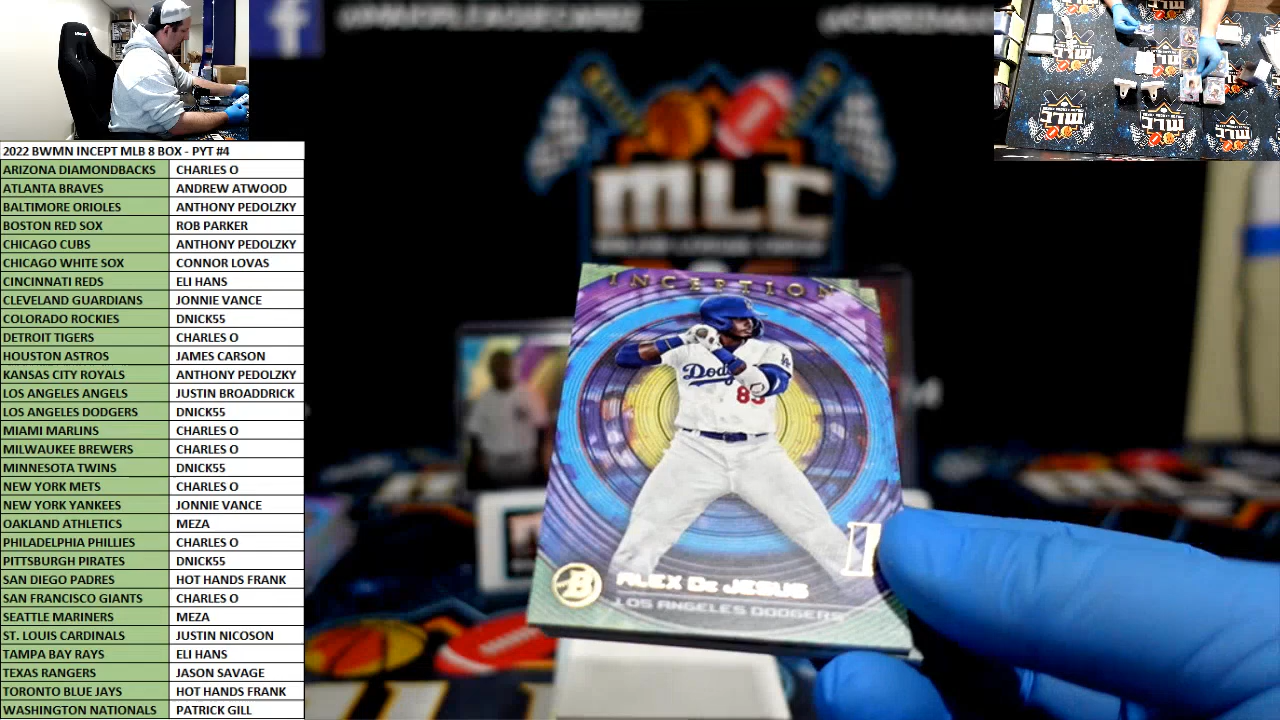 2022 BWMN INCEPT MLB 8 BOX - PYT #4
ARIZONA DIAMONDBACKS CHARLES O
ATLANTA BRAVES ANDREW ATWOOD
BALTIMORE ORIOLES ANTHONY PEDOLZKY
BOSTON RED SOX ROB PARKER
CHICAGO CUBS ANTHONY PEDOLZKY
CHICAGO WHITE SOX CONNOR LOVAS
CINCINNATI REDS ELI HANS
CLEVELAND GUARDIANS JONNIE VANCE
COLORADO ROCKIES DNICK55
DETROIT TIGERS CHARLES O
HOUSTON ASTROS JAMES CARSON
KANSAS CITY ROYALS ANTHONY PEDOLZKY
LOS ANGELES ANGELS JUSTIN BROADDRICK
LOS ANGELES DODGERS DNICK55
MIAMI MARLINS CHARLES O
MILWAUKEE BREWERS CHARLES O
MINNESOTA TWINS DNICK55
NEW YORK METS CHARLES O
NEW YORK YANKEES JONNIE VANCE
OAKLAND ATHLETICS MEZA
PHILADELPHIA PHILLIES CHARLES O
PITTSBURGH PIRATES DNICK55
SAN DIEGO PADRES HOT HANDS FRANK
SAN FRANCISCO GIANTS CHARLES O
SEATTLE MARINERS MEZA
ST. LOUIS CARDINALS JUSTIN NICOSON
TAMPA BAY RAYS ELI HANS
TEXAS RANGERS JASON SAVAGE
TORONTO BLUE JAYS HOT HANDS FRANK
WASHINGTON NATIONALS PATRICK GILL
MLC
INCEPTION
LA
Dod
B
ALEX De JESUS
LOS ANGELES DODGERS